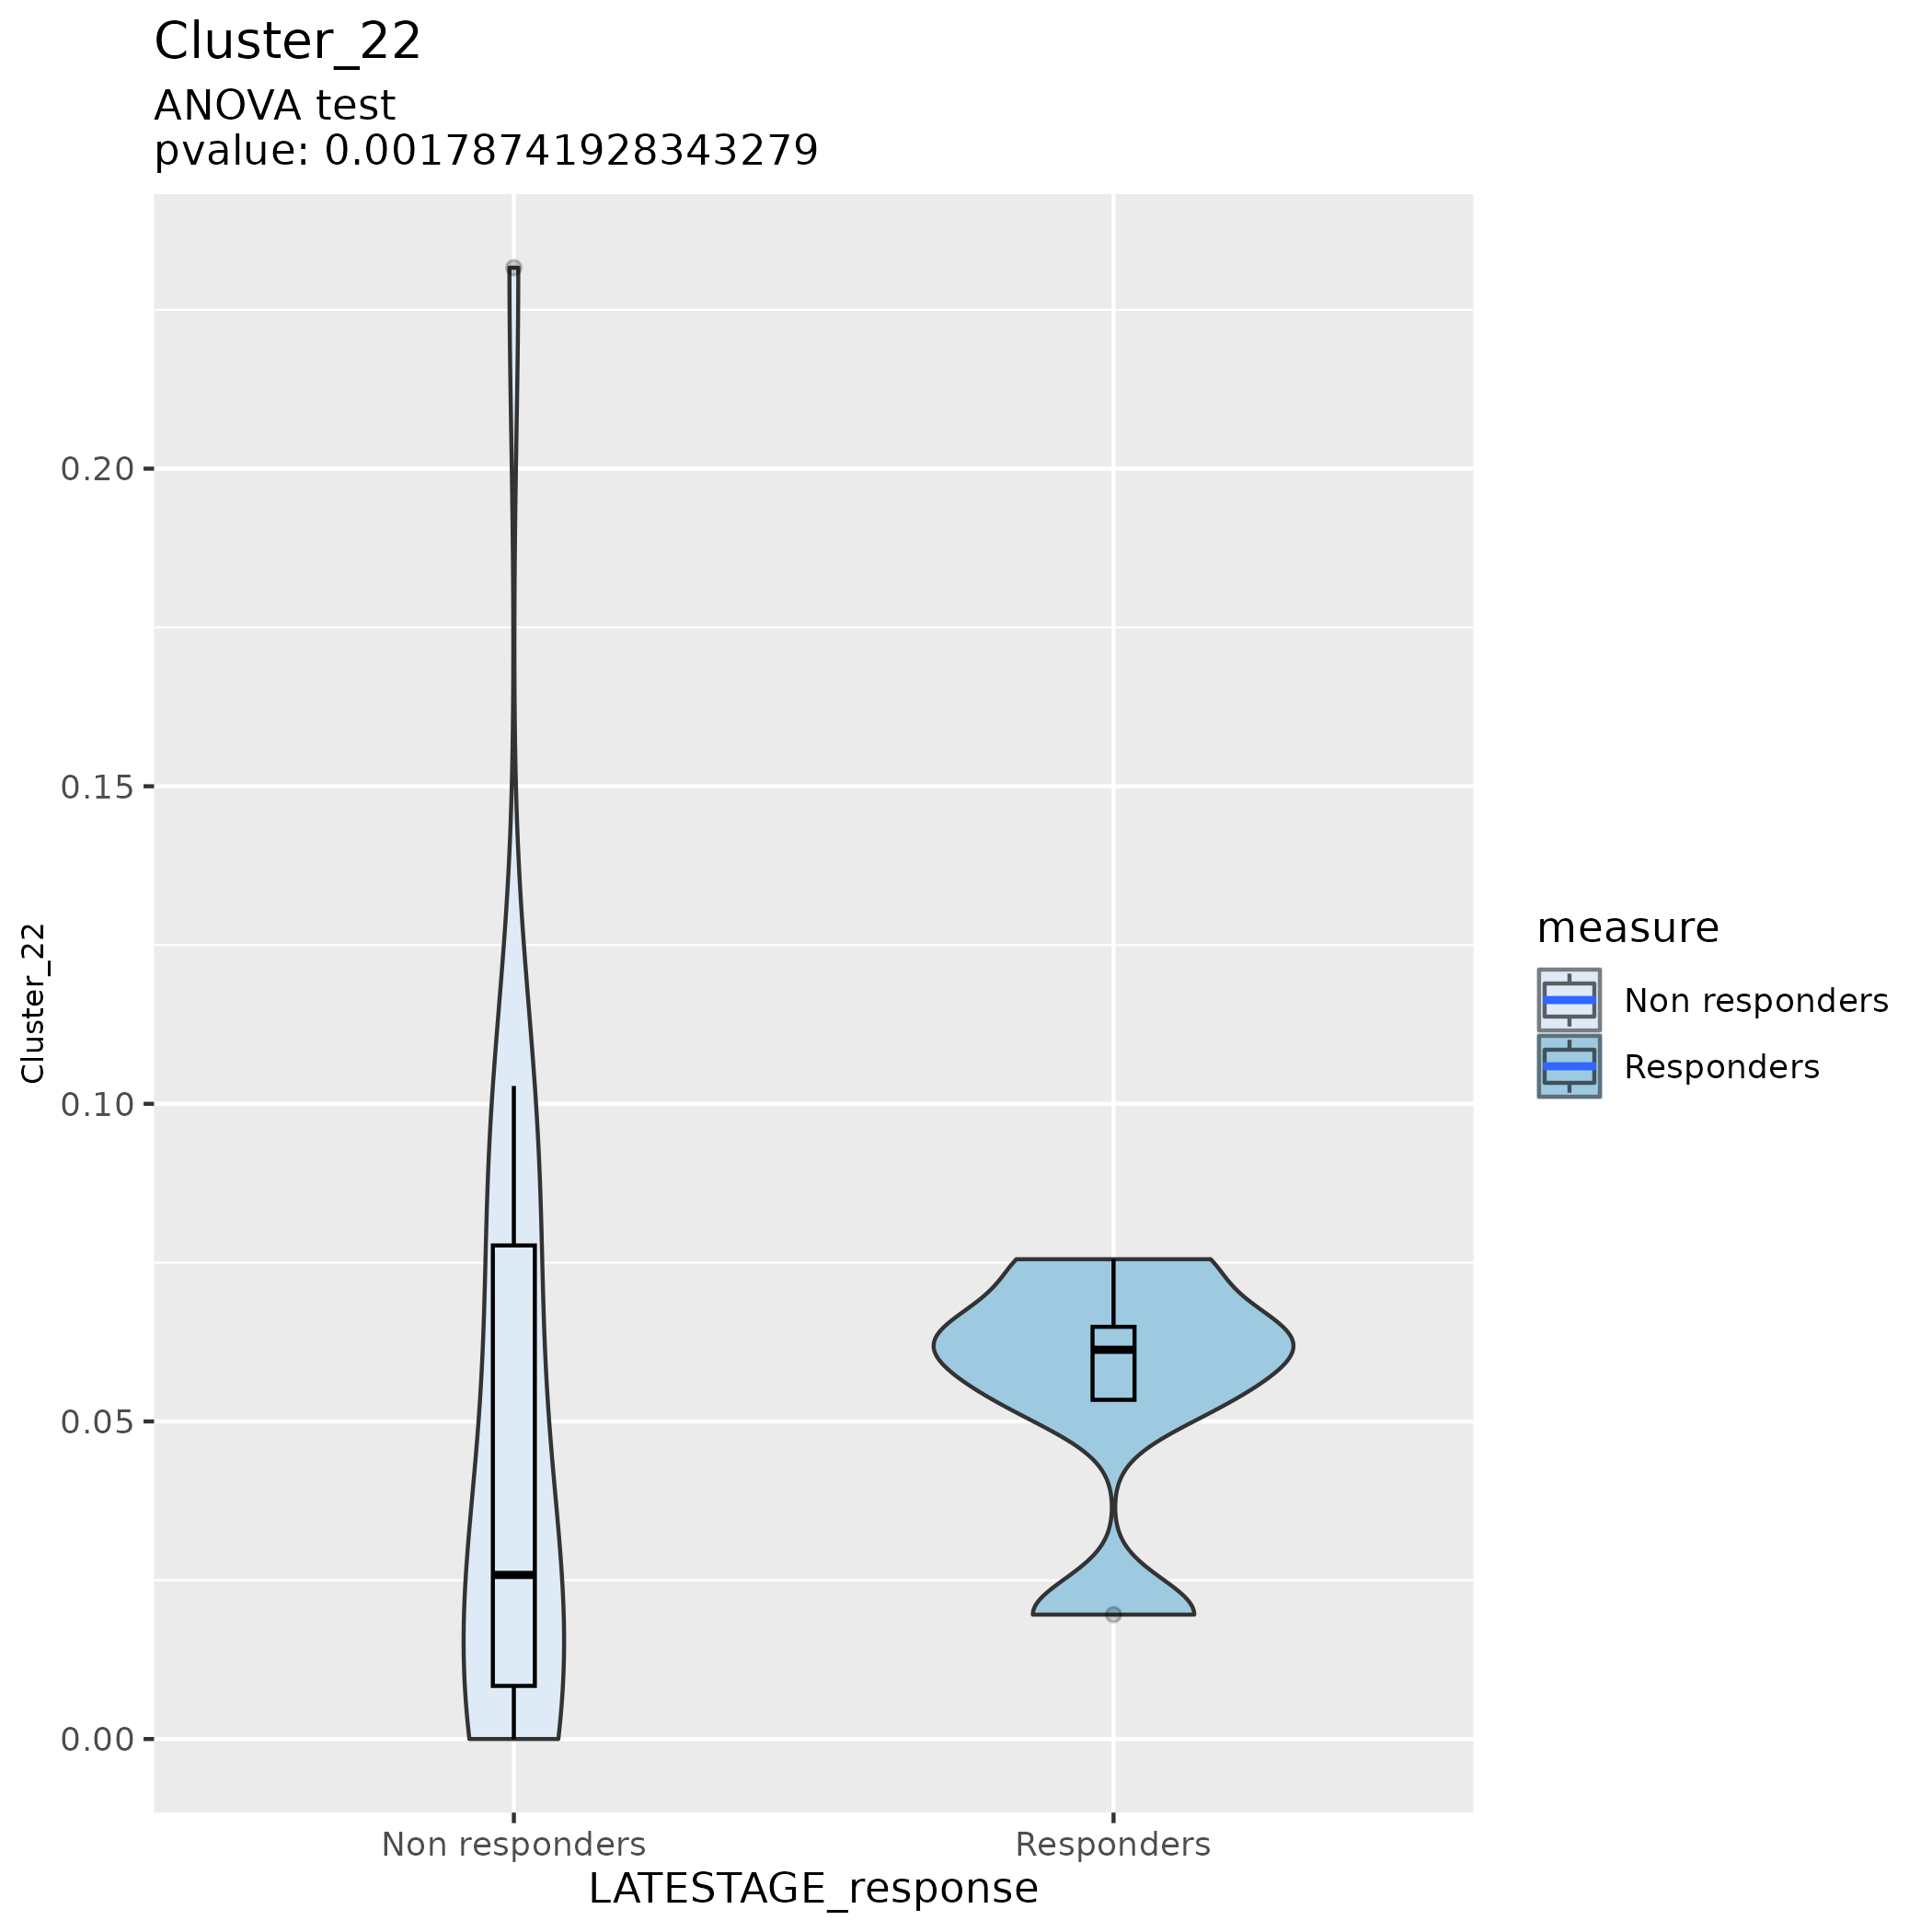 Cluster_22
ANOVA test
pvalue: 0.00178741928343279
Cluster_22
0.20
0.15
0.10
0.05
0.00
Non responders
Responders
LATESTAGE_response
measure
Non responders
Responders